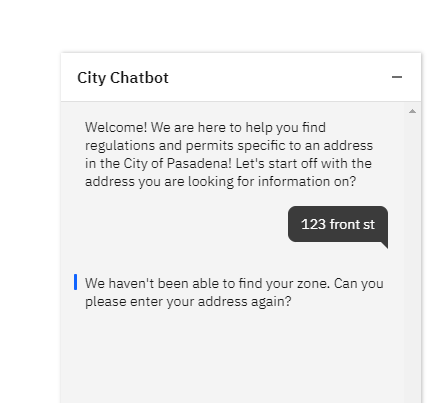 City Chatbot
Welcome! We are here to help you find
regulations and permits specific to an address
in the City of Pasadena! Let's start off with the
address you are looking for information on?
123 front st
We haven't been able to find your zone. Can you
please enter your address again?